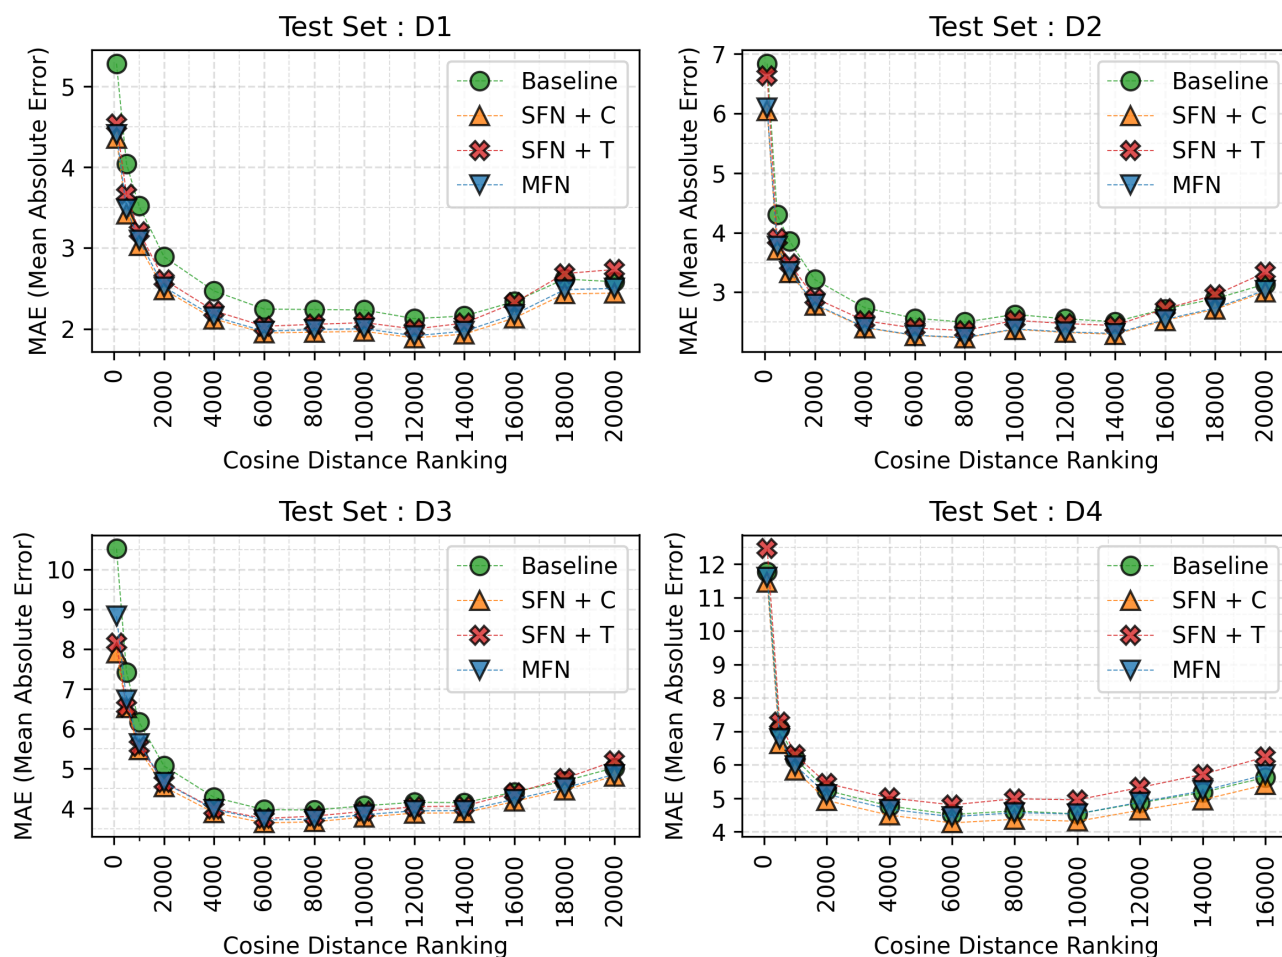 Test Set : D1
MAE (Mean Absolute Error)
5
4
3
2
Baseline
SFN + C
SFN + T
MFN
0
2000
4000
6000
8000
10000
12000
14000
16000
18000
20000
Cosine Distance Ranking
Test Set : D2
MAE (Mean Absolute Error)
7
6
5
4
3
Baseline
SFN + C
SFN + T
MFN
0
2000
4000
6000
8000
10000
12000
14000
16000
18000
20000
Cosine Distance Ranking
Test Set : D3
MAE (Mean Absolute Error)
10
9
8
7
6
5
4
Baseline
SFN + C
SFN + T
MFN
0
2000
4000
6000
8000
10000
12000
14000
16000
18000
20000
Cosine Distance Ranking
Test Set : D4
MAE (Mean Absolute Error)
12
11
10
9
8
7
6
5
4
Baseline
SFN + C
SFN + T
MFN
0
2000
4000
6000
8000
10000
12000
14000
16000
Cosine Distance Ranking